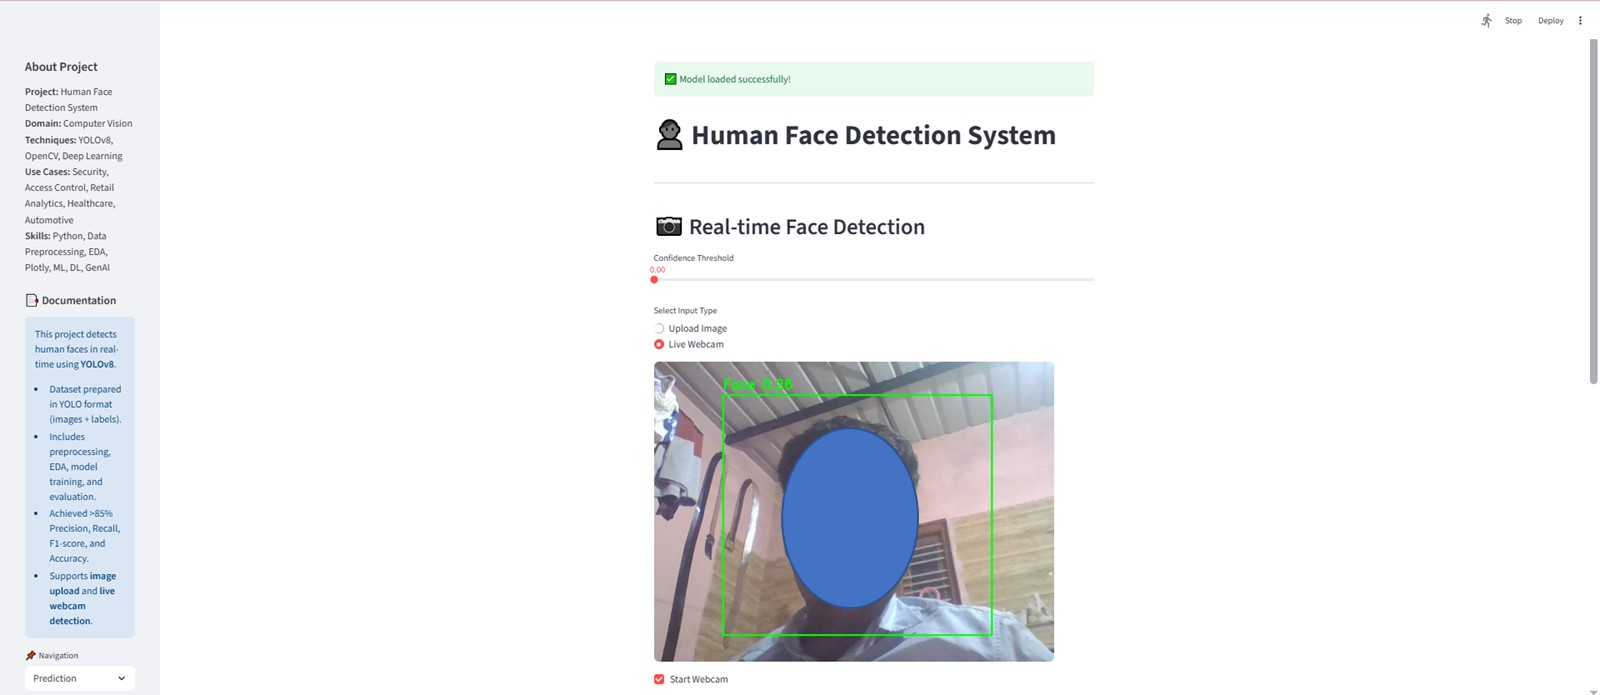 Stop
Deploy
About Project
Project: Human Face
Detection System
Domain: Computer Vision
Techniques: YOLOv8,
OpenCV, Deep Learning
Use Cases: Security,
Access Control, Retail
Analytics, Healthcare,
Automotive
Skills: Python, Data
Preprocessing, EDA,
Plotly, ML, DL, GenAI
Documentation
This project detects
human faces in real-
time using YOLOv8.
Dataset prepared
in YOLO format
(images + labels).
Includes
preprocessing,
EDA, model
training, and
evaluation.
Achieved >85%
Precision, Recall,
F1-score, and
Accuracy.
Supports image
upload and live
webcam
detection.
Navigation
Prediction
Model loaded successfully!
Human Face Detection System
Real-time Face Detection
Confidence Threshold
0.00
Select Input Type
Upload Image
Live Webcam
Face 0.26
Start Webcam